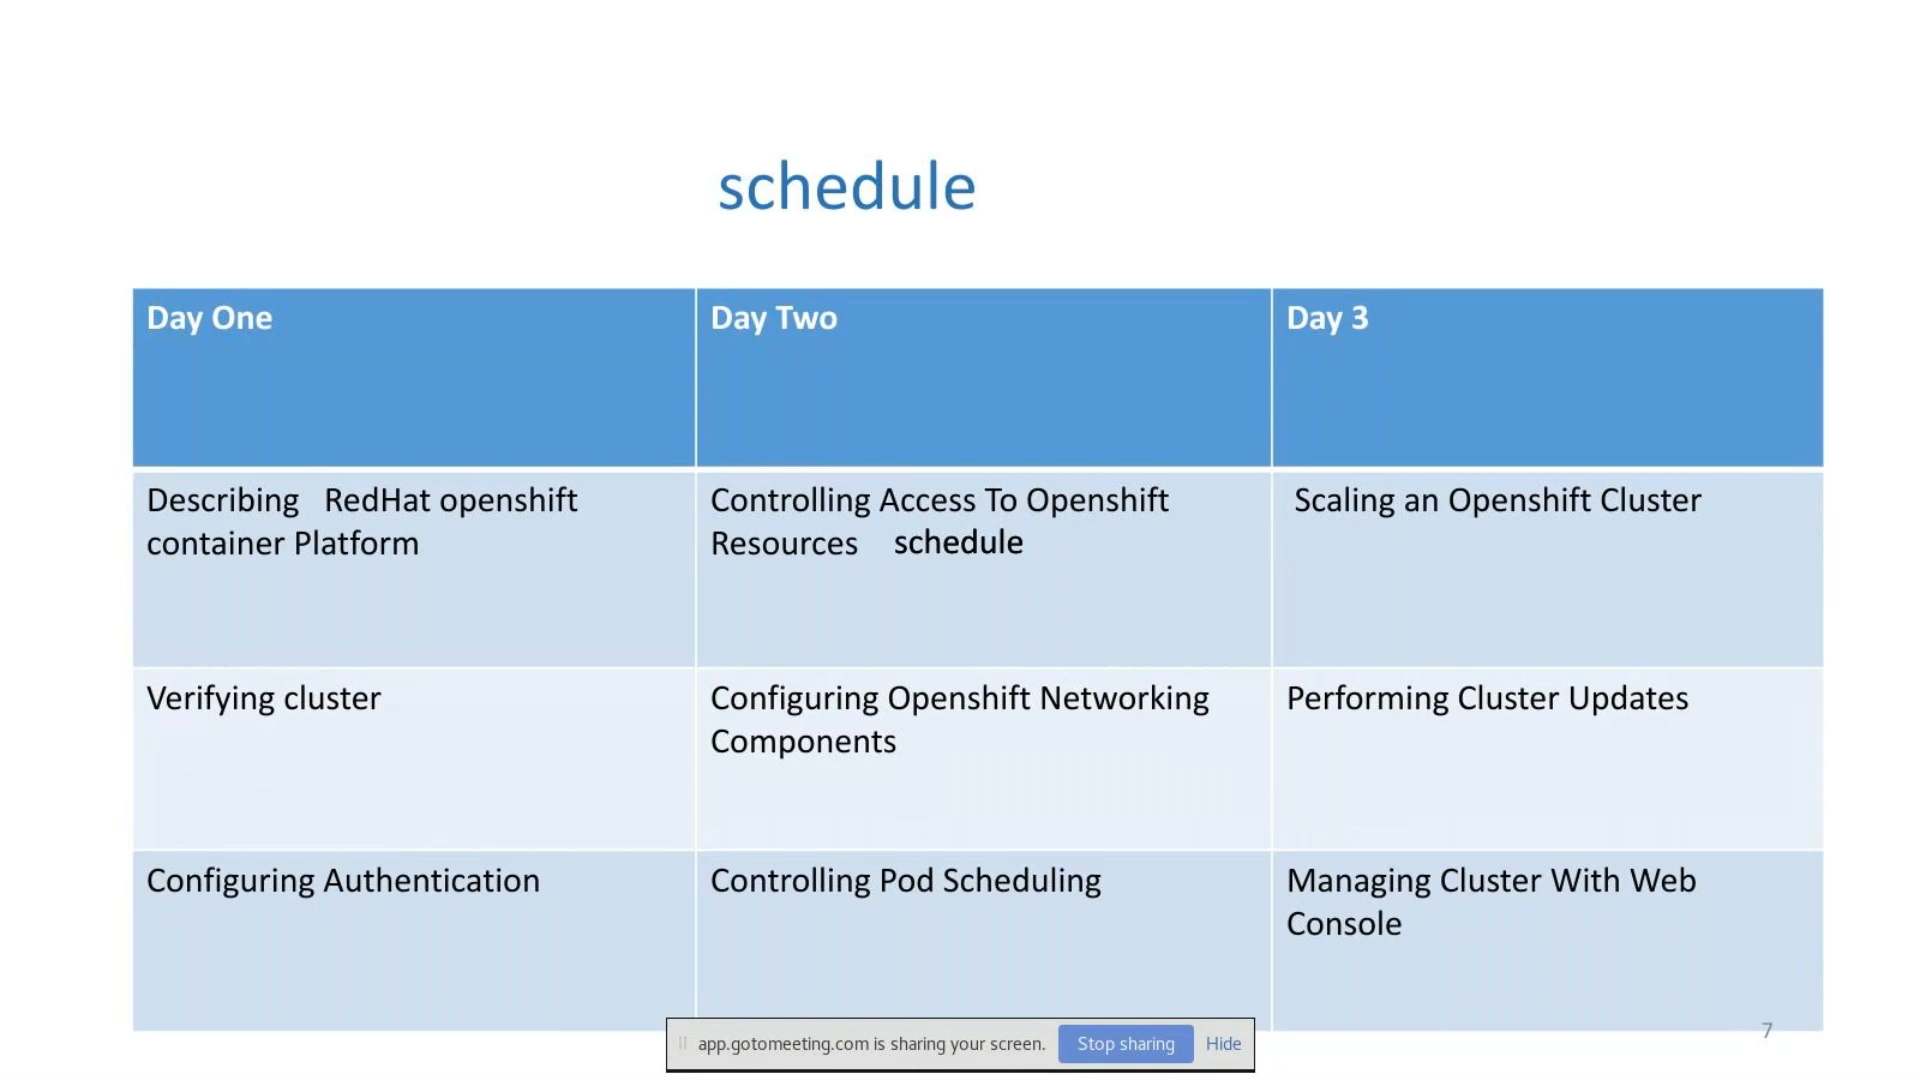 schedule
Day One
Day Two
Day 3
Describing RedHat openshift
container Platform
Controlling Access To Openshift
Resources schedule
Scaling an Openshift Cluster
Verifying cluster
Configuring Openshift Networking
Components
Performing Cluster Updates
Configuring Authentication
Controlling Pod Scheduling
Managing Cluster With Web
Console
7
app.gotomeeting.com is sharing your screen. Stop sharing Hide